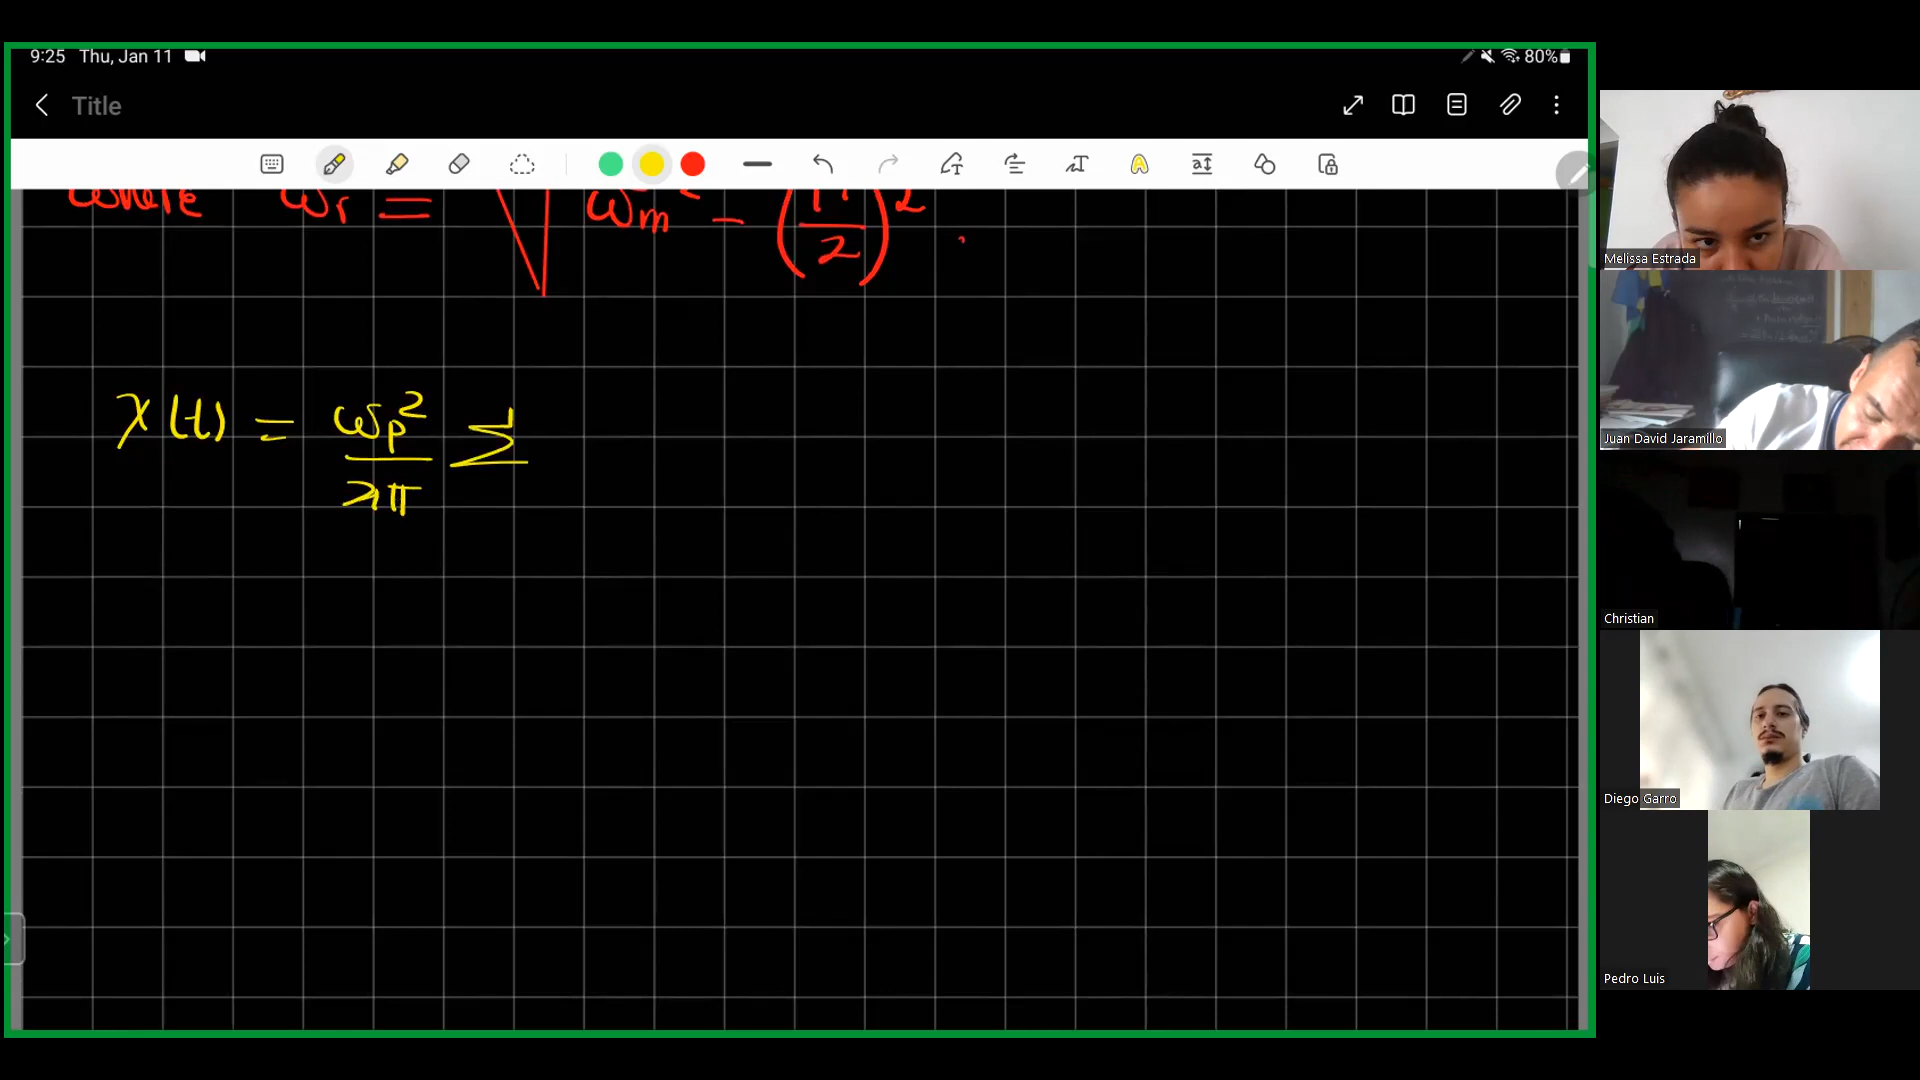 9:25 Thu, Jan 11 80%
Title
where ωr = √ ωm² - (Γ/2)² .
χ(t) = ωp²/2π Σ
Melissa Estrada
Juan David Jaramillo
Christian
Diego Garro
Pedro Luis